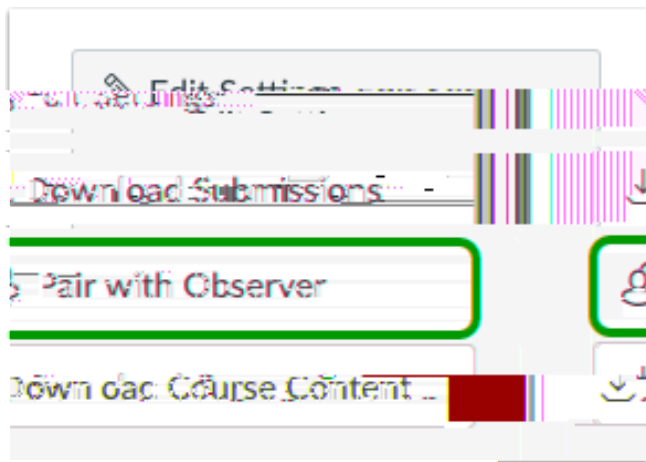 Edit Settings
Download Submissions
Pair with Observer
Download Course Content